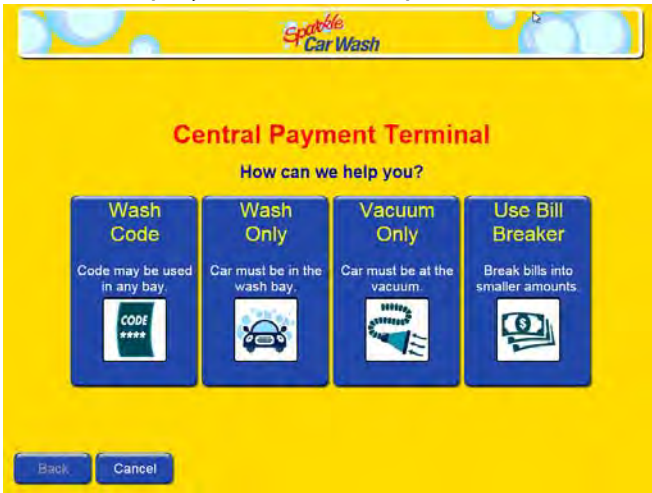 Sparkle
Car Wash
Central Payment Terminal
How can we help you?
Wash
Code
Code may be used
in any bay.
CODE
****
Wash
Only
Car must be in the
wash bay.
Vacuum
Only
Car must be at the
vacuum.
Use Bill
Breaker
Break bills into
smaller amounts.
$
Back
Cancel